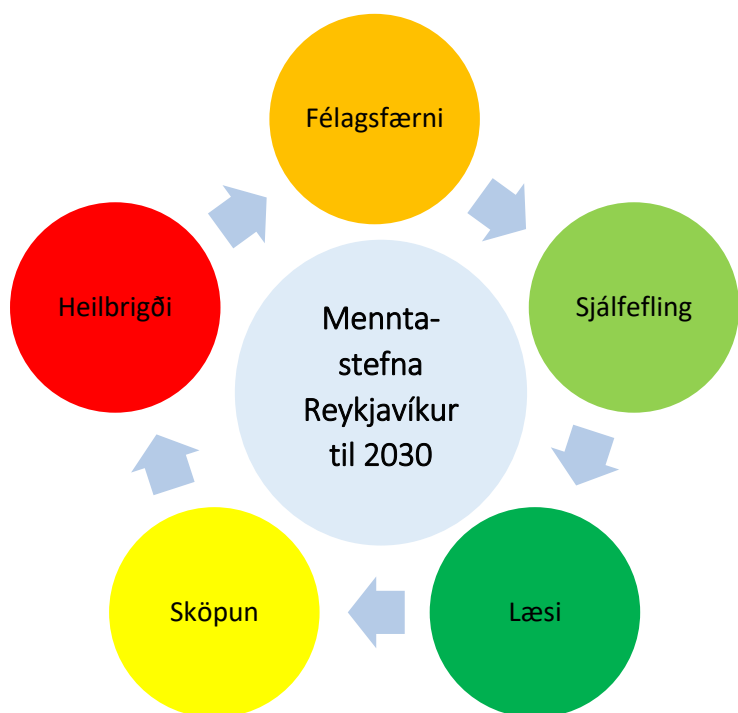 Félagsfærni
Sjálfefling
Læsi
Sköpun
Heilbrigði
Mennta-
stefna
Reykjavíkur
til 2030